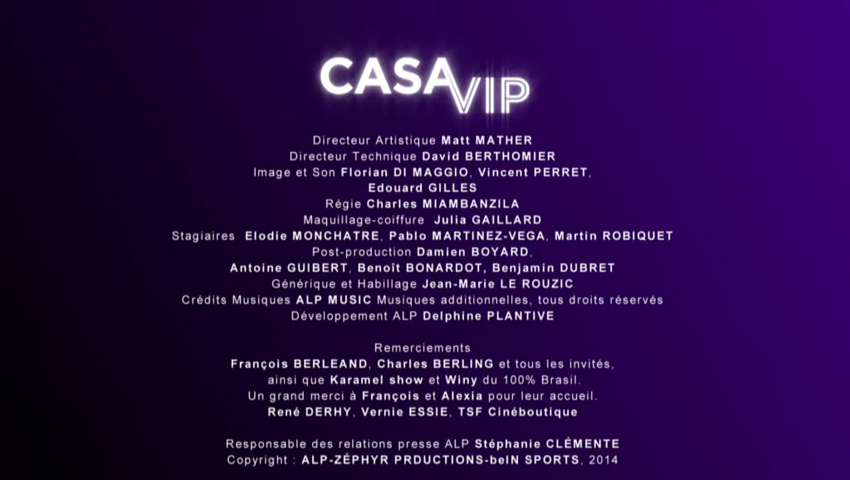 CASA VIP
Directeur Artistique Matt MATHER
Directeur Technique David BERTHOMIER
Image et Son Florian DI MAGGIO, Vincent PERRET,
Edouard GILLES
Régie Charles MIAMBANZILA
Maquillage-coiffure Julia GAILLARD
Stagiaires Elodie MONCHATRE, Pablo MARTINEZ-VEGA, Martin ROBIQUET
Post-production Damien BOYARD,
Antoine GUIBERT, Benoît BONARDOT, Benjamin DUBRET
Générique et Habillage Jean-Marie LE ROUZIC
Crédits Musiques ALP MUSIC Musiques additionnelles, tous droits réservés
Développement ALP Delphine PLANTIVE
Remerciements
François BERLEAND, Charles BERLING et tous les invités,
ainsi que Karamel show et Winy du 100% Brasil.
Un grand merci à François et Alexia pour leur accueil.
René DERHY, Vernie ESSIE, TSF Cinéboutique
Responsable des relations presse ALP Stéphanie CLÉMENTE
Copyright : ALP-ZÉPHYR PRDUCTIONS-beIN SPORTS, 2014